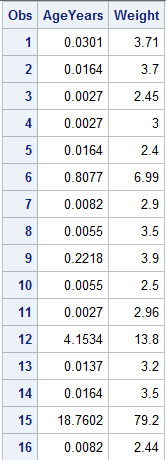 Obs AgeYears Weight
1 0.0301 3.71
2 0.0164 3.7
3 0.0027 2.45
4 0.0027 3
5 0.0164 2.4
6 0.8077 6.99
7 0.0082 2.9
8 0.0055 3.5
9 0.2218 3.9
10 0.0055 2.5
11 0.0027 2.96
12 4.1534 13.8
13 0.0137 3.2
14 0.0164 3.5
15 18.7602 79.2
16 0.0082 2.44